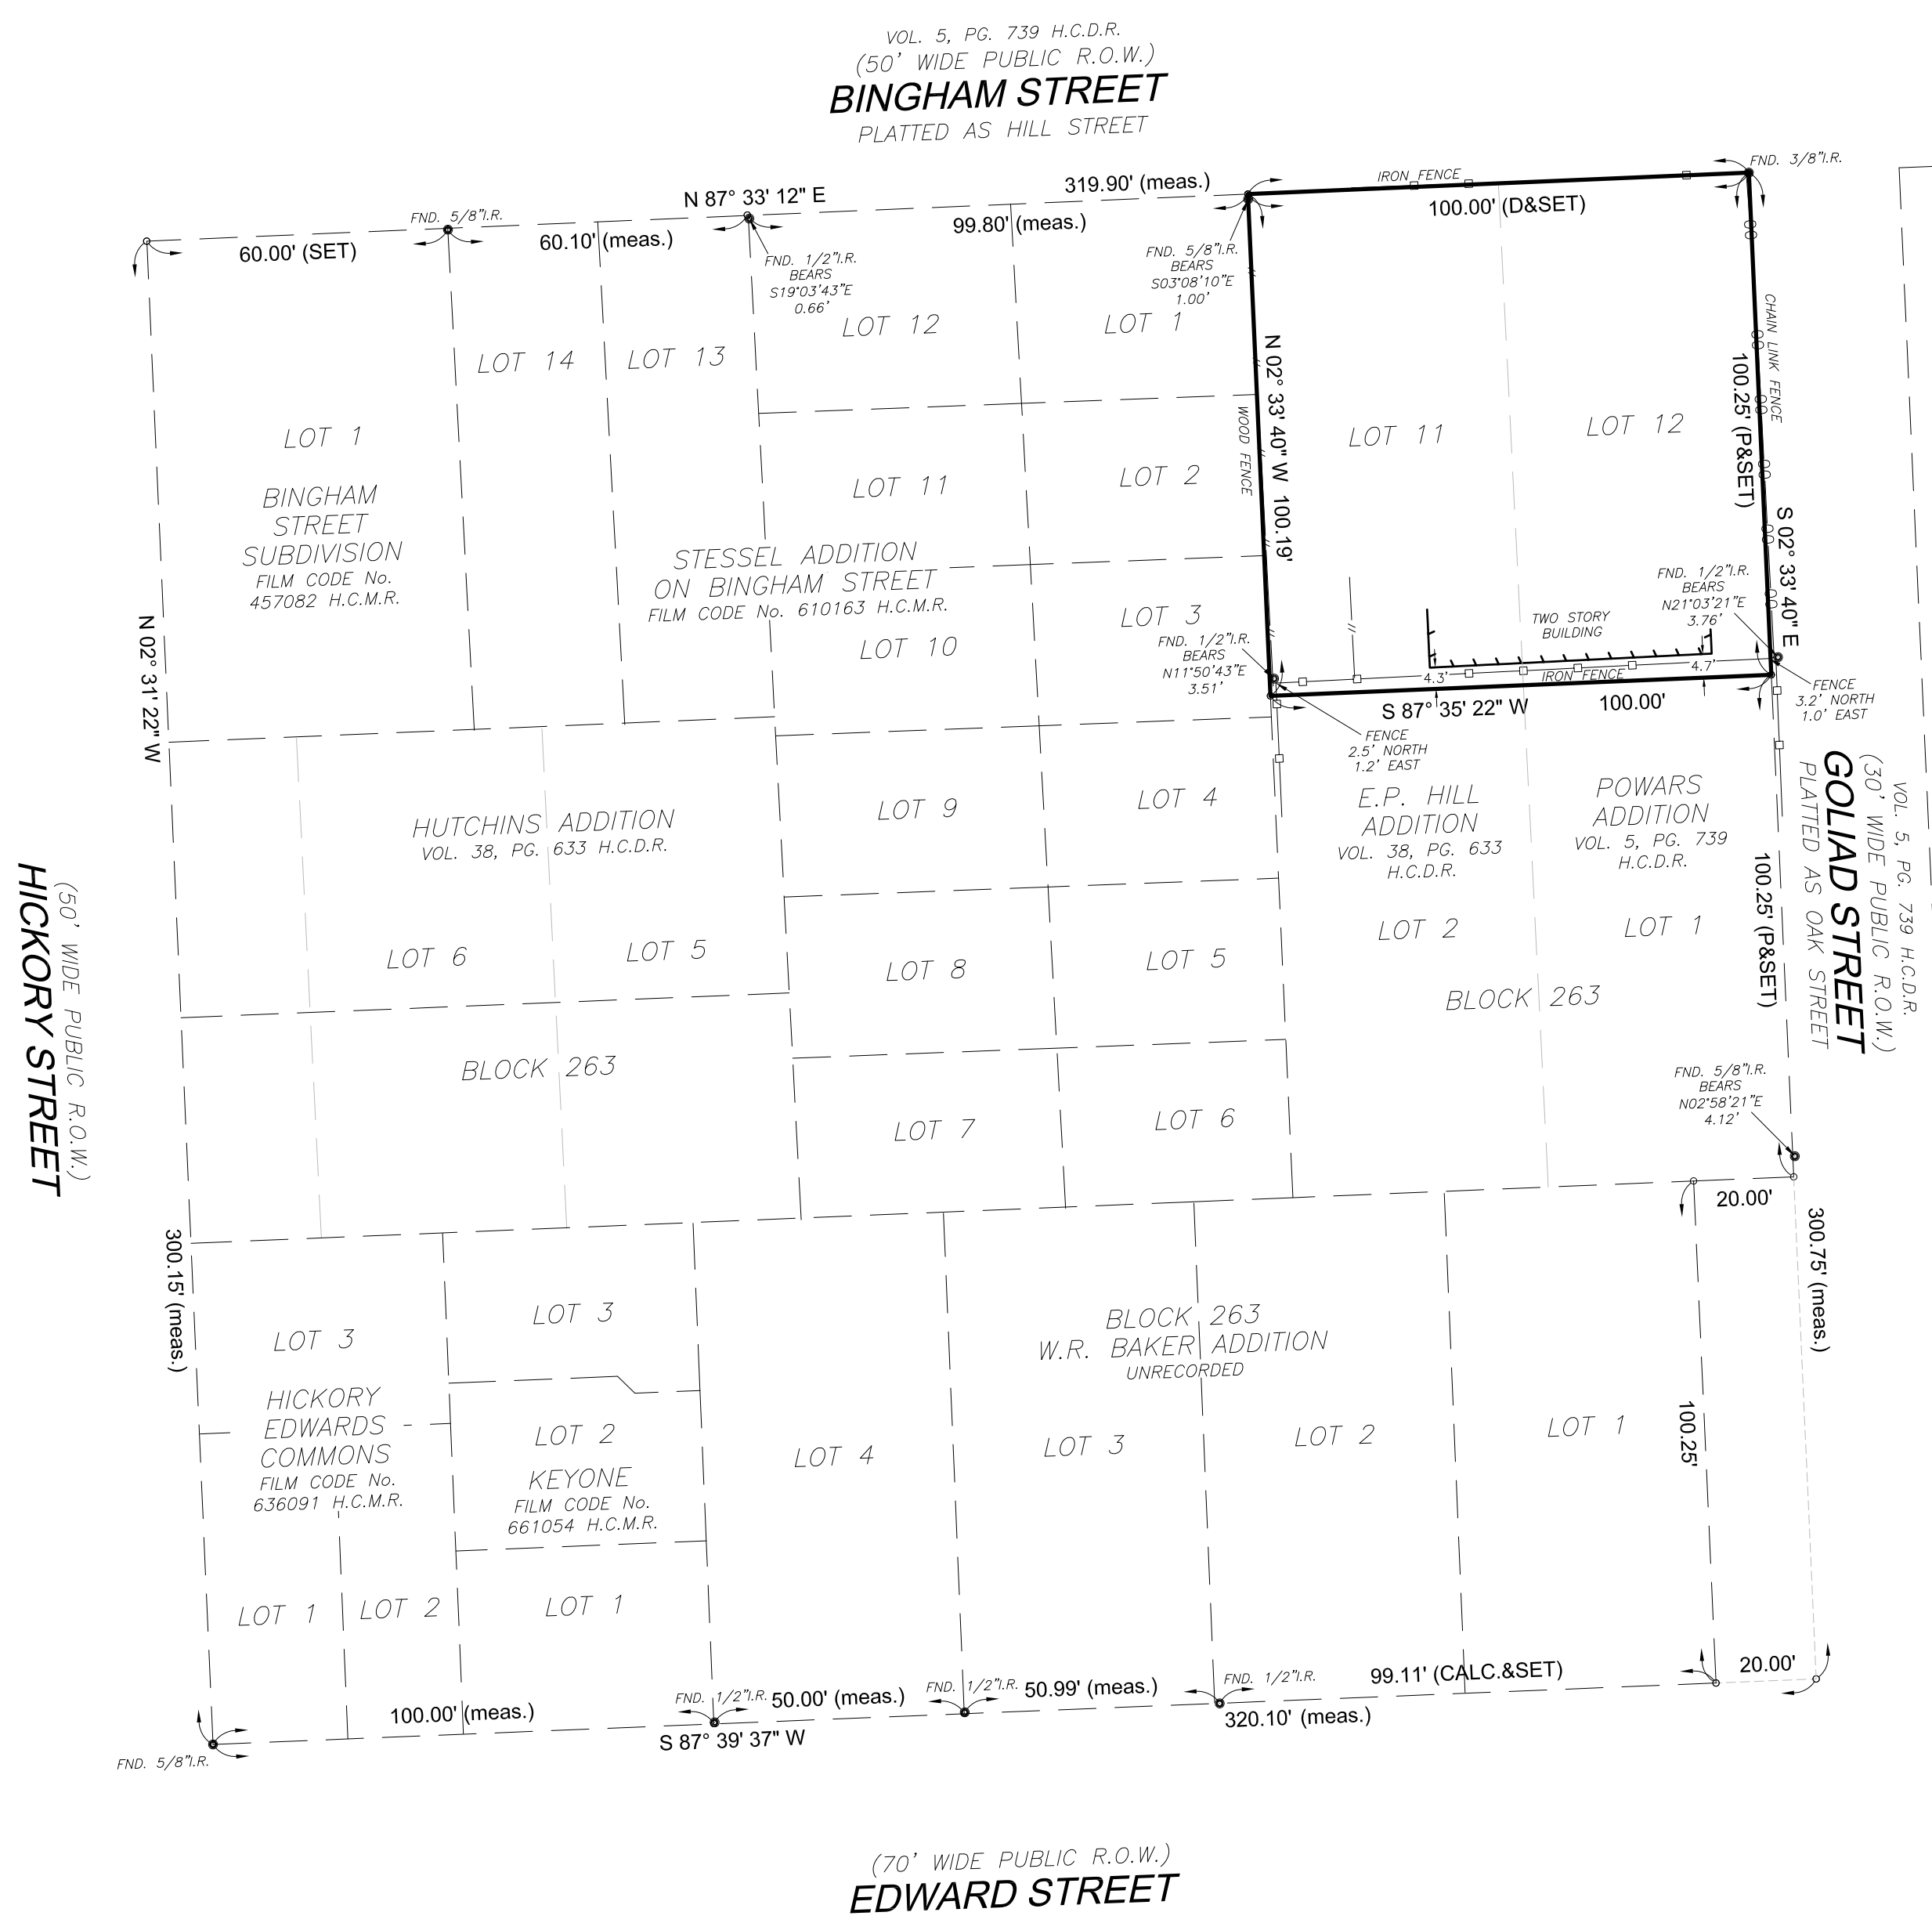 VOL. 5, PG. 739 H.C.D.R.
(50' WIDE PUBLIC R.O.W.)
BINGHAM STREET
PLATTED AS HILL STREET
FND. 5/8"I.R.
N 87° 33' 12" E
319.90' (meas.)
IRON FENCE
FND. 3/8"I.R.
60.00' (SET)
60.10' (meas.)
99.80' (meas.)
100.00' (D&SET)
FND. 1/2"I.R.
BEARS
S19°03'43"E
0.66'
FND. 5/8"I.R.
BEARS
S03°08'10"E
1.00'
LOT 14
LOT 13
LOT 12
LOT 1
N 02° 33' 40" W 100.19'
WOOD FENCE
CHAIN LINK FENCE
100.25' (P&SET)
S 02° 33' 40" E
LOT 11
LOT 12
LOT 1
BINGHAM
STREET
SUBDIVISION
FILM CODE No.
457082 H.C.M.R.
LOT 11
LOT 2
STESSEL ADDITION
ON BINGHAM STREET
FILM CODE No. 610163 H.C.M.R.
LOT 10
LOT 3
FND. 1/2"I.R.
BEARS
N11°50'43"E
3.51'
TWO STORY
BUILDING
FND. 1/2"I.R.
BEARS
N21°03'21"E
3.76'
4.3'
IRON FENCE
4.7'
S 87° 35' 22" W
100.00'
FENCE
2.5' NORTH
1.2' EAST
FENCE
3.2' NORTH
1.0' EAST
N 02° 31' 22" W
HUTCHINS ADDITION
VOL. 38, PG. 633 H.C.D.R.
LOT 9
LOT 4
E.P. HILL
ADDITION
VOL. 38, PG. 633
H.C.D.R.
POWARS
ADDITION
VOL. 5, PG. 739
H.C.D.R.
100.25' (P&SET)
VOL. 5, PG. 739 H.C.D.R.
(30' WIDE PUBLIC R.O.W.)
GOLIAD STREET
PLATTED AS OAK STREET
(50' WIDE PUBLIC R.O.W.)
HICKORY STREET
LOT 6
LOT 5
LOT 8
LOT 5
LOT 2
LOT 1
BLOCK 263
BLOCK 263
LOT 7
LOT 6
FND. 5/8"I.R.
BEARS
N02°58'21"E
4.12'
20.00'
300.75' (meas.)
300.15' (meas.)
LOT 3
HICKORY
EDWARDS
COMMONS
FILM CODE No.
636091 H.C.M.R.
LOT 3
LOT 2
KEYONE
FILM CODE No.
661054 H.C.M.R.
BLOCK 263
W.R. BAKER ADDITION
UNRECORDED
LOT 4
LOT 3
LOT 2
LOT 1
100.25'
LOT 1
LOT 2
LOT 1
FND. 5/8"I.R.
100.00' (meas.)
FND. 1/2"I.R.
50.00' (meas.)
FND. 1/2"I.R.
50.99' (meas.)
FND. 1/2"I.R.
99.11' (CALC.&SET)
20.00'
S 87° 39' 37" W
320.10' (meas.)
(70' WIDE PUBLIC R.O.W.)
EDWARD STREET